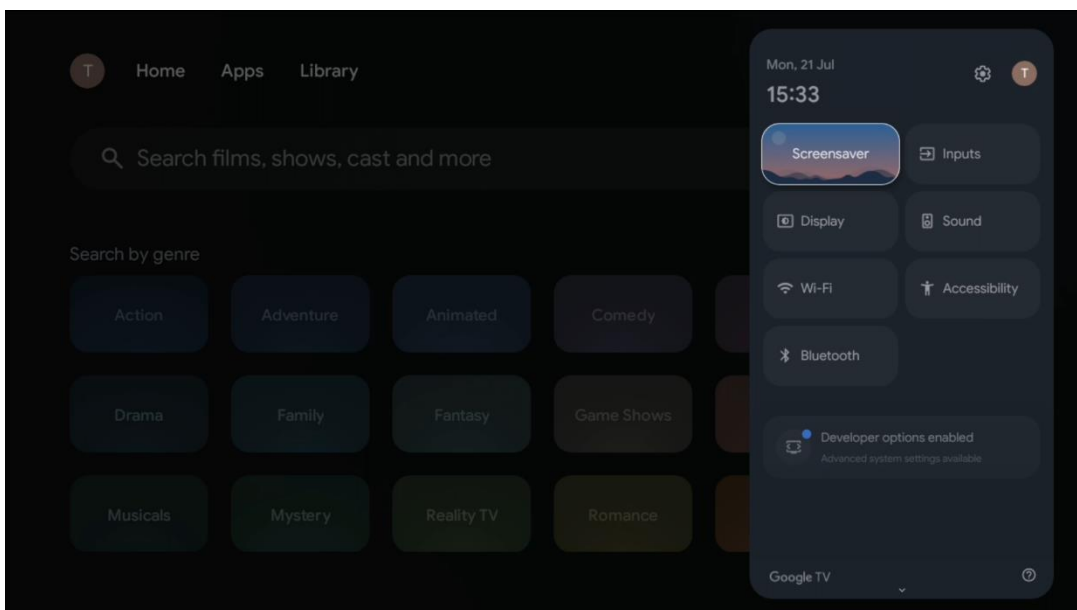 T Home Apps Library
Search films, shows, cast and more
Search by genre
Action Adventure Animated Comedy
Drama Family Fantasy Game Shows
Musicals Mystery Reality TV Romance
Mon, 21 Jul
15:33
T
Screensaver Inputs
Display Sound
Wi-Fi Accessibility
Bluetooth
Developer options enabled
Advanced system settings available
Google TV